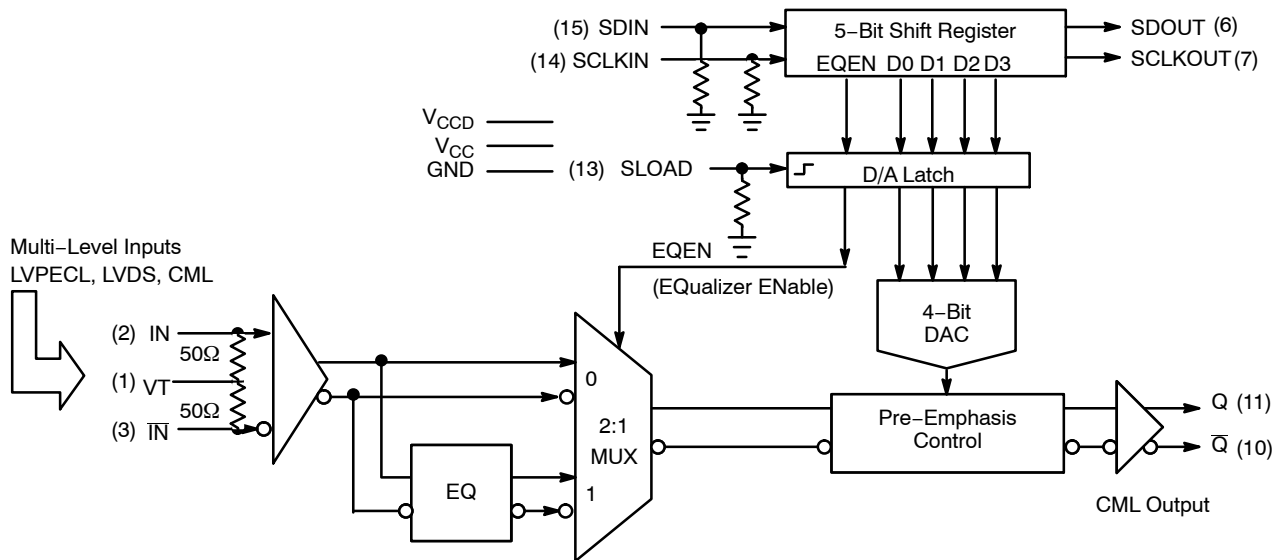 (15) SDIN
5−Bit Shift Register
SDOUT (6)
(14) SCLKIN
EQEN D0 D1 D2 D3
SCLKOUT (7)
VCCD
VCC
GND
(13) SLOAD
D/A Latch
Multi−Level Inputs
LVPECL, LVDS, CML
EQEN
(EQualizer ENable)
4−Bit
DAC
(2) IN
50Ω
(1) VT
50Ω
(3) I̅N̅
0
2:1
MUX
1
EQ
Pre−Emphasis
Control
Q (11)
Q̅ (10)
CML Output